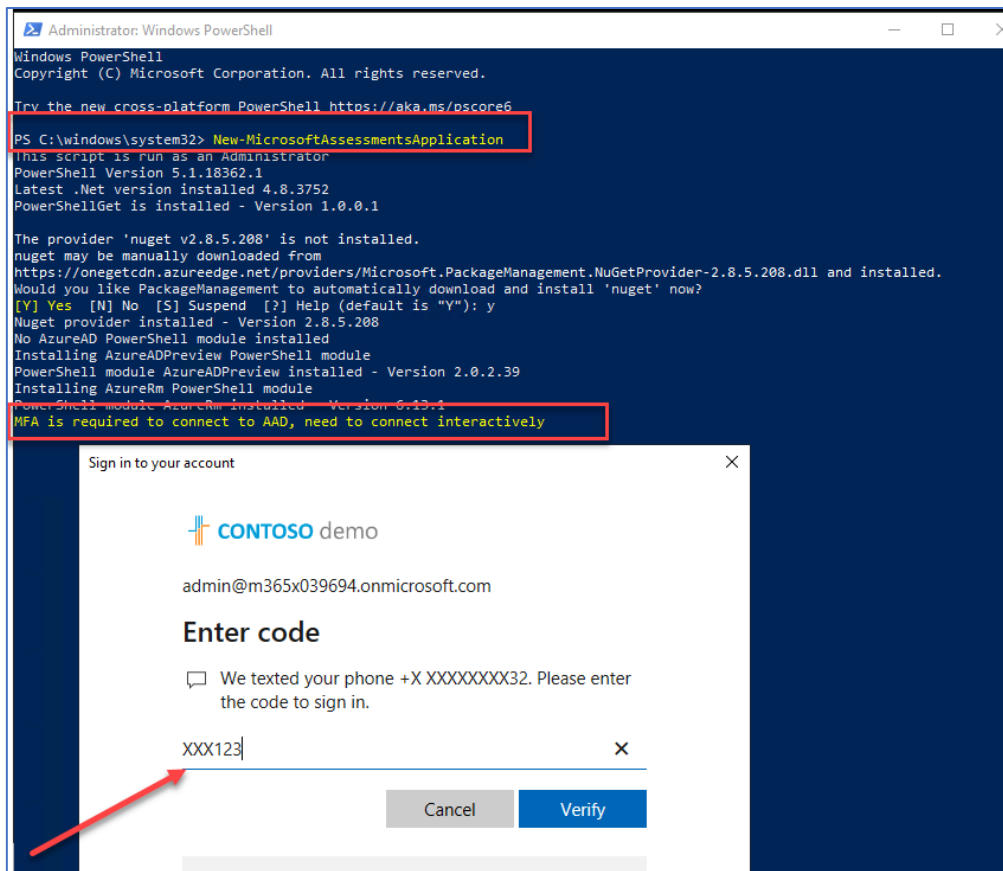 Administrator: Windows PowerShell
Windows PowerShell
Copyright (C) Microsoft Corporation. All rights reserved.
Try the new cross-platform PowerShell https://aka.ms/pscore6
PS C:\windows\system32> New-MicrosoftAssessmentsApplication
This script is run as an Administrator
PowerShell Version 5.1.18362.1
Latest .Net version installed 4.8.3752
PowerShellGet is installed - Version 1.0.0.1
The provider 'nuget v2.8.5.208' is not installed.
nuget may be manually downloaded from
https://onegetcdn.azureedge.net/providers/Microsoft.PackageManagement.NuGetProvider-2.8.5.208.dll and installed.
Would you like PackageManagement to automatically download and install 'nuget' now?
[Y] Yes  [N] No  [S] Suspend  [?] Help (default is "Y"): y
Nuget provider installed - Version 2.8.5.208
No AzureAD PowerShell module installed
Installing AzureADPreview PowerShell module
PowerShell module AzureADPreview installed - Version 2.0.2.39
Installing AzureRm PowerShell module
PowerShell module AzureRm installed - Version 6.13.1
MFA is required to connect to AAD, need to connect interactively
Sign in to your account
CONTOSO demo
admin@m365x039694.onmicrosoft.com
Enter code
We texted your phone +X XXXXXXXX32. Please enter
the code to sign in.
XXX123
Cancel
Verify